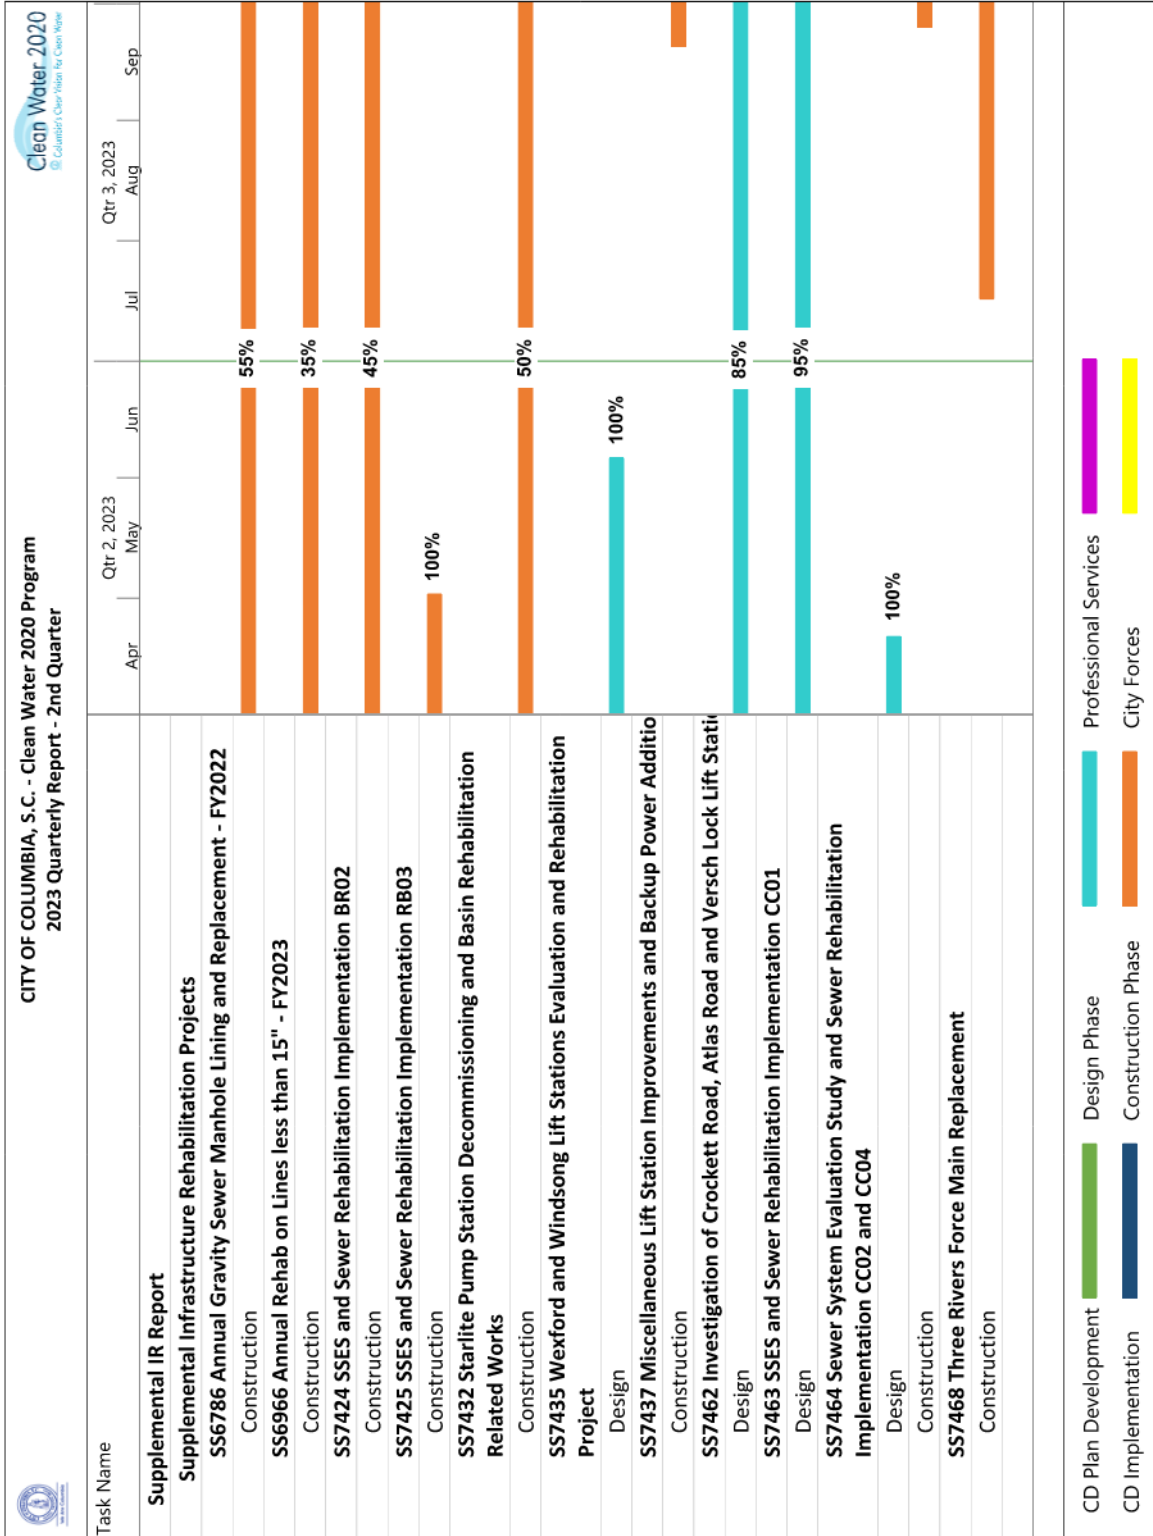 CITY OF COLUMBIA, S.C. - Clean Water 2020 Program
2023 Quarterly Report - 2nd Quarter
Clean Water 2020
Columbia's Clear Vision For Clean Water
Task Name
Qtr 2, 2023
Qtr 3, 2023
Apr
May
Jun
Jul
Aug
Sep
Supplemental IR Report
Supplemental Infrastructure Rehabilitation Projects
SS6786 Annual Gravity Sewer Manhole Lining and Replacement - FY2022
Construction
55%
SS6966 Annual Rehab on Lines less than 15" - FY2023
Construction
35%
SS7424 SSES and Sewer Rehabilitation Implementation BR02
Construction
45%
SS7425 SSES and Sewer Rehabilitation Implementation RB03
Construction
100%
SS7432 Starlite Pump Station Decommissioning and Basin Rehabilitation
Related Works
Construction
50%
SS7435 Wexford and Windsong Lift Stations Evaluation and Rehabilitation
Project
Design
100%
SS7437 Miscellaneous Lift Station Improvements and Backup Power Additio
Construction
SS7462 Investigation of Crockett Road, Atlas Road and Versch Lock Lift Static
Design
85%
SS7463 SSES and Sewer Rehabilitation Implementation CC01
Design
95%
SS7464 Sewer System Evaluation Study and Sewer Rehabilitation
Implementation CC02 and CC04
Design
100%
Construction
SS7468 Three Rivers Force Main Replacement
Construction
CD Plan Development
Design Phase
Professional Services
CD Implementation
Construction Phase
City Forces